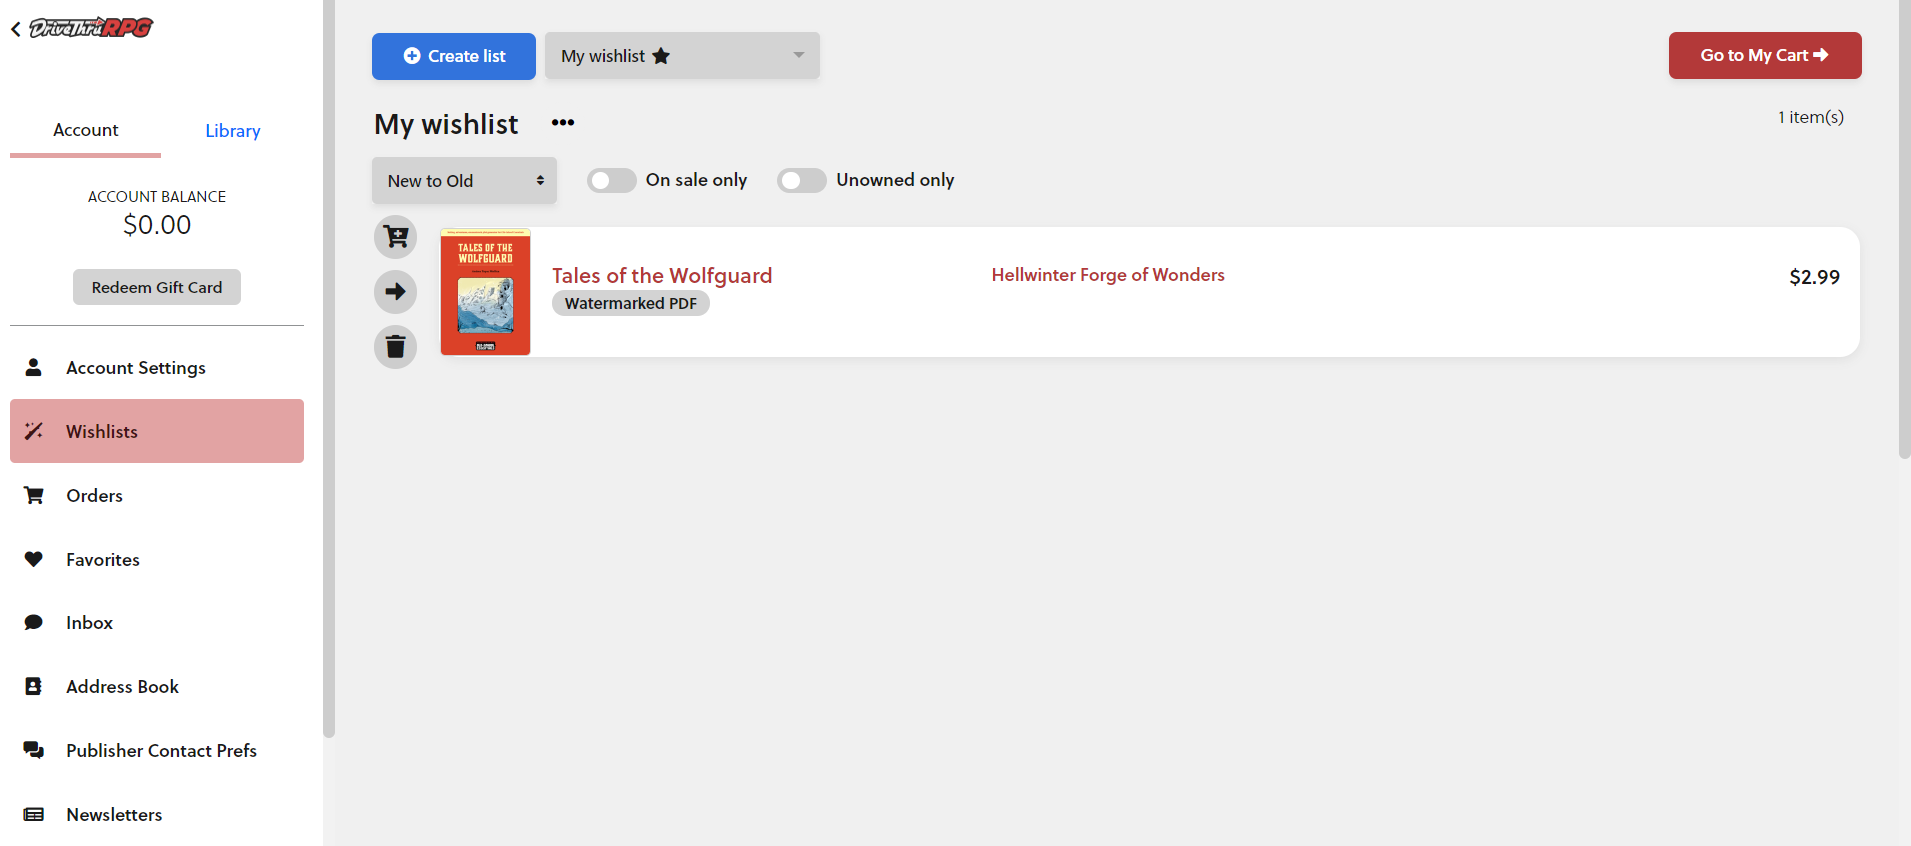 DriveThruRPG
Account
Library
ACCOUNT BALANCE
$0.00
Redeem Gift Card
Account Settings
Wishlists
Orders
Favorites
Inbox
Address Book
Publisher Contact Prefs
Newsletters
Create list
My wishlist
Go to My Cart
My wishlist
1 item(s)
New to Old
On sale only
Unowned only
TALES OF THE
WOLFGUARD
Tales of the Wolfguard
Watermarked PDF
Hellwinter Forge of Wonders
$2.99